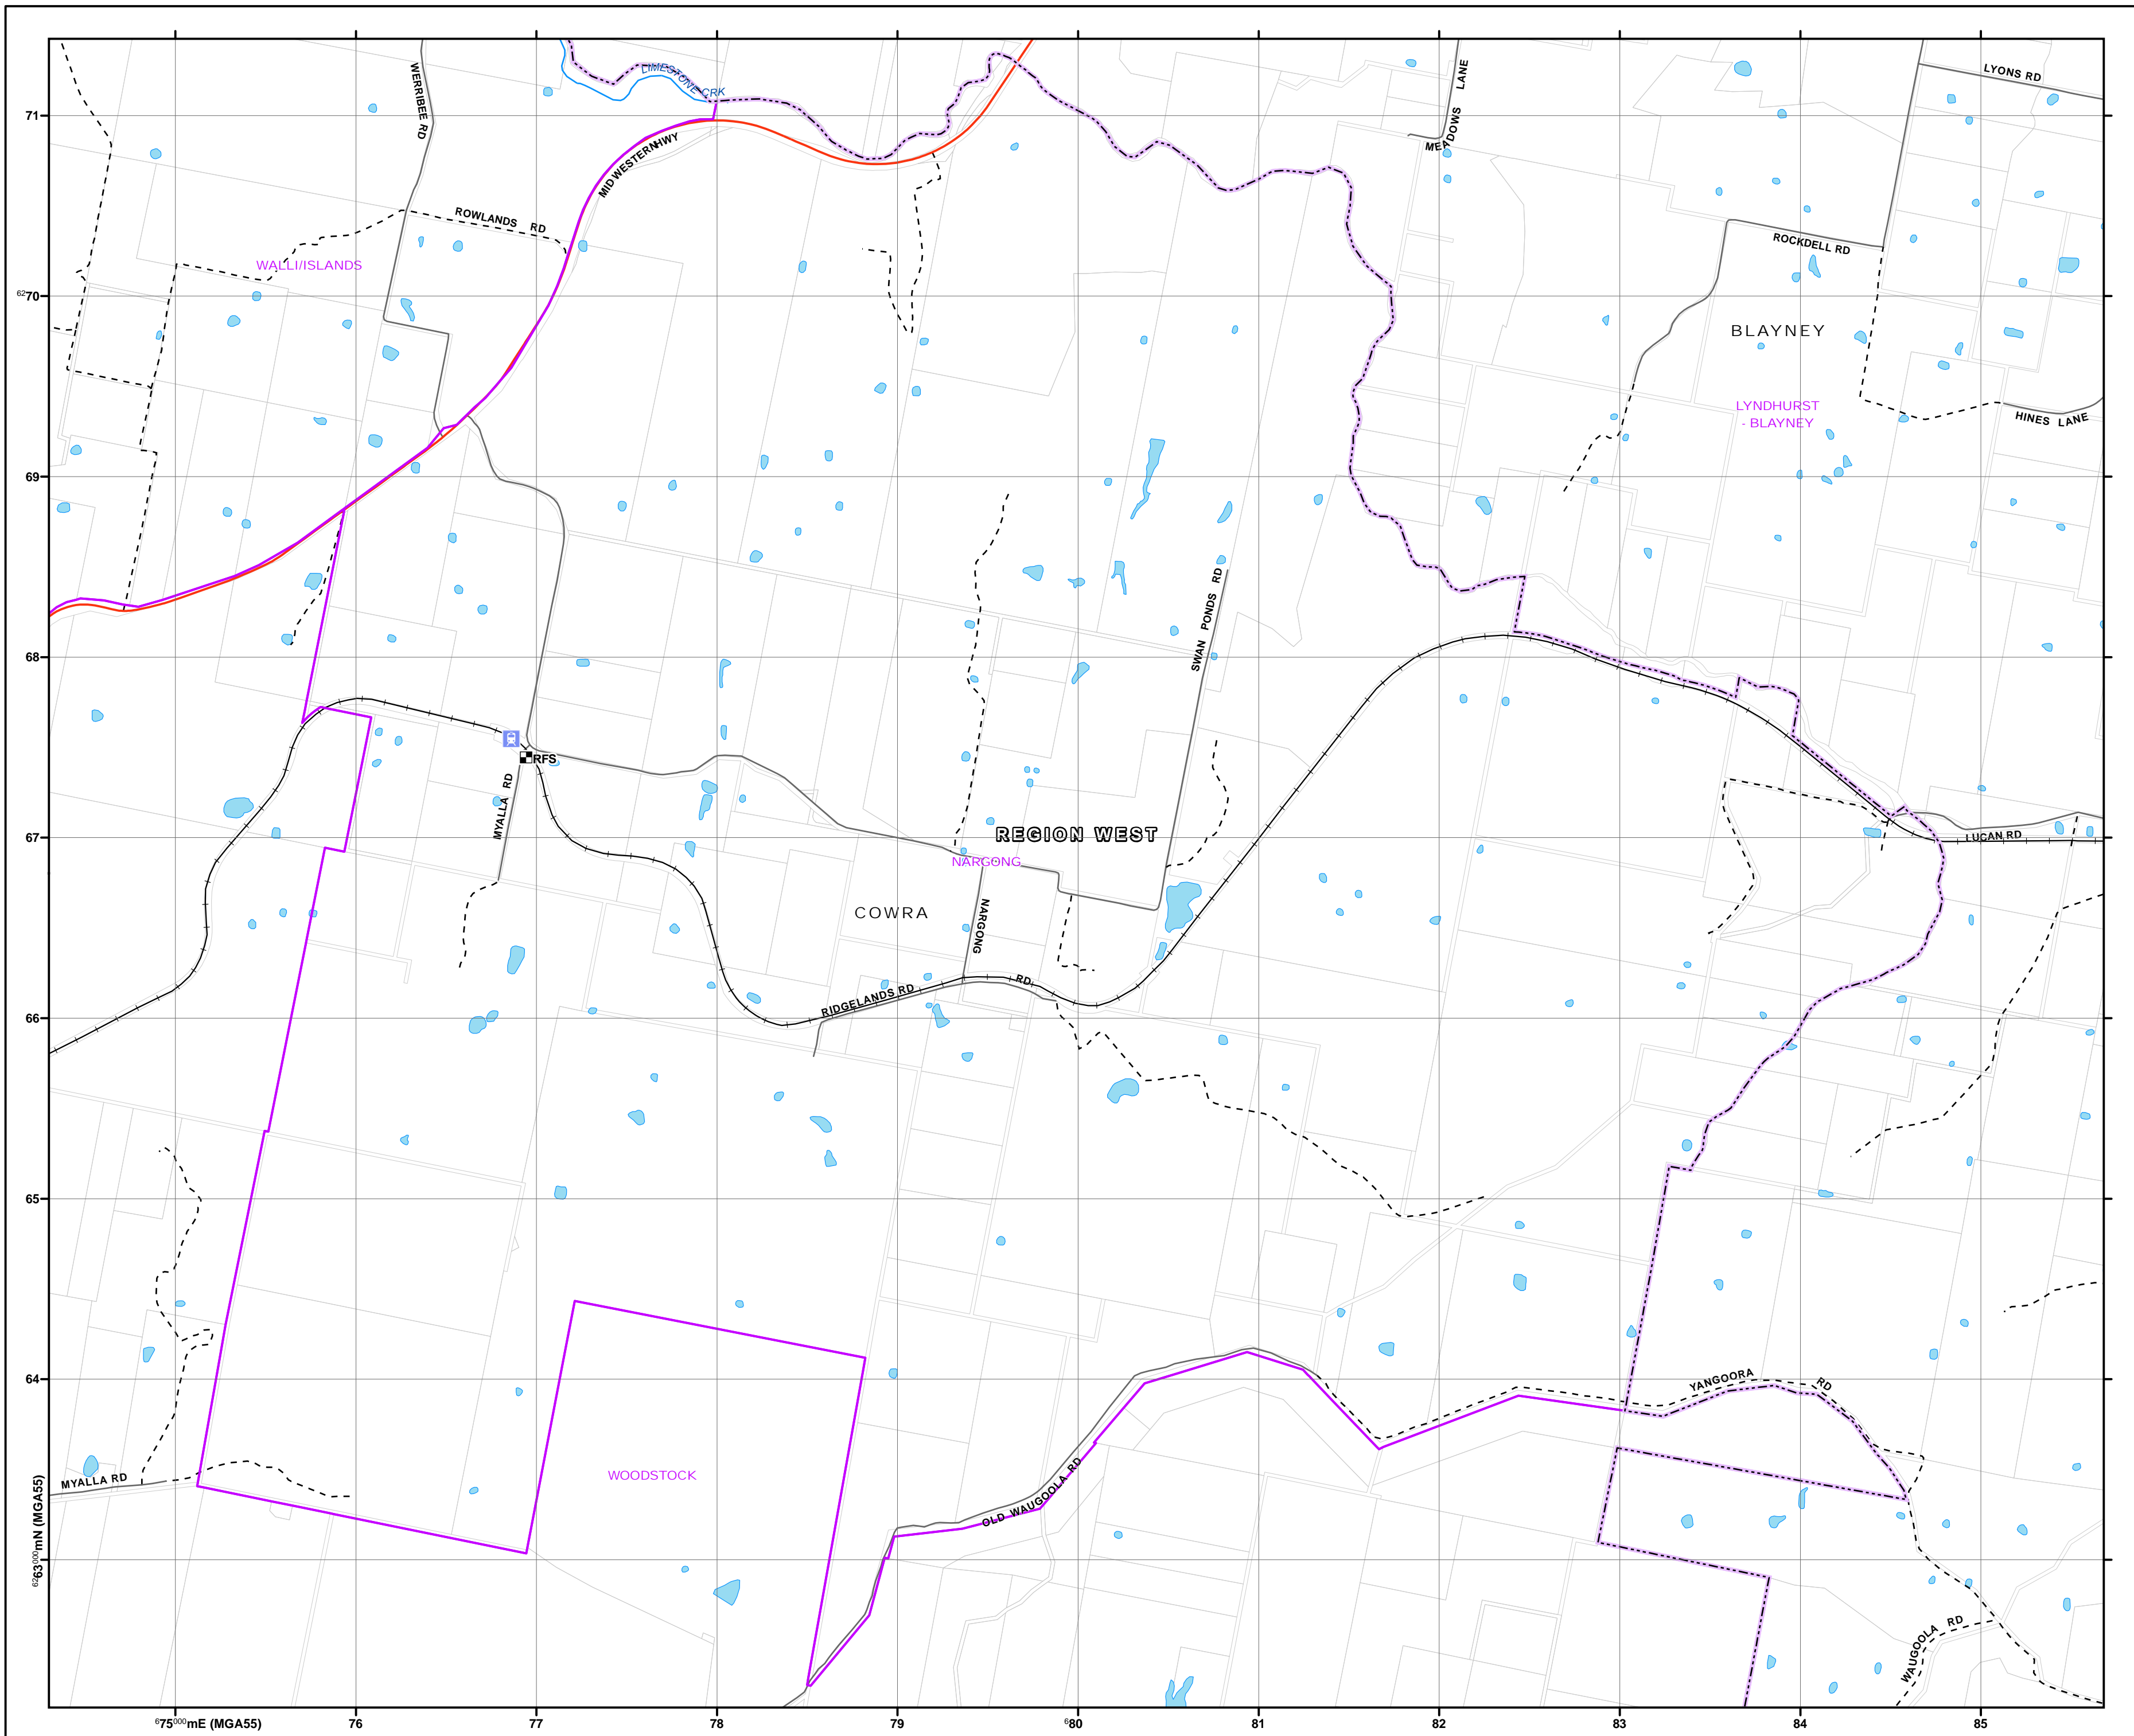 LIMESTONE CRK
WERRIBEE RD
LYONS RD
MEADOWS LANE
71
MID WESTERN HWY
ROWLANDS RD
ROCKDELL RD
WALLI/ISLANDS
6270
BLAYNEY
LYNDHURST
- BLAYNEY
HINES LANE
69
SWAN PONDS RD
68
RFS
MYALLA RD
67
REGION WEST
LUCAN RD
NARGONG
COWRA
NARGONG RD
RIDGELANDS RD
66
65
64
YANGOORA RD
WOODSTOCK
MYALLA RD
OLD WAUGOOLA RD
6263000mN (MGA55)
WAUGOOLA RD
675000mE (MGA55)
76
77
78
79
680
81
82
83
84
85